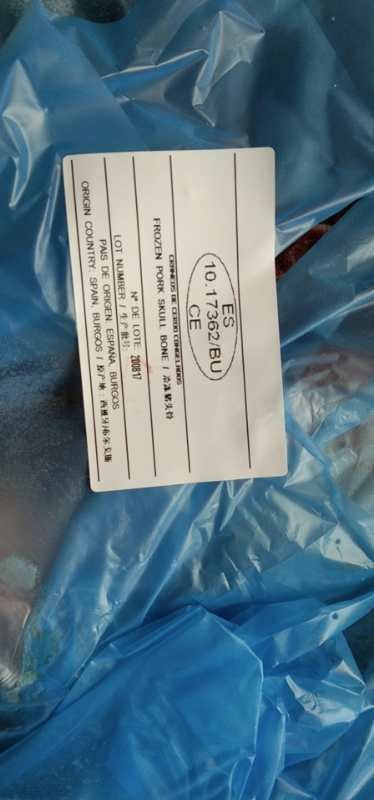 ES
10.17362/BU
CE
CRANEOS DE CERDO CONGELADOS
FROZEN PORK SKULL BONE / 冷冻猪头骨
Nº DE LOTE: 200817
LOT NUMBER / 生产批号:
PAIS DE ORIGEN: ESPAÑA, BURGOS
ORIGIN COUNTRY: SPAIN, BURGOS / 原产地: 西班牙布尔戈斯